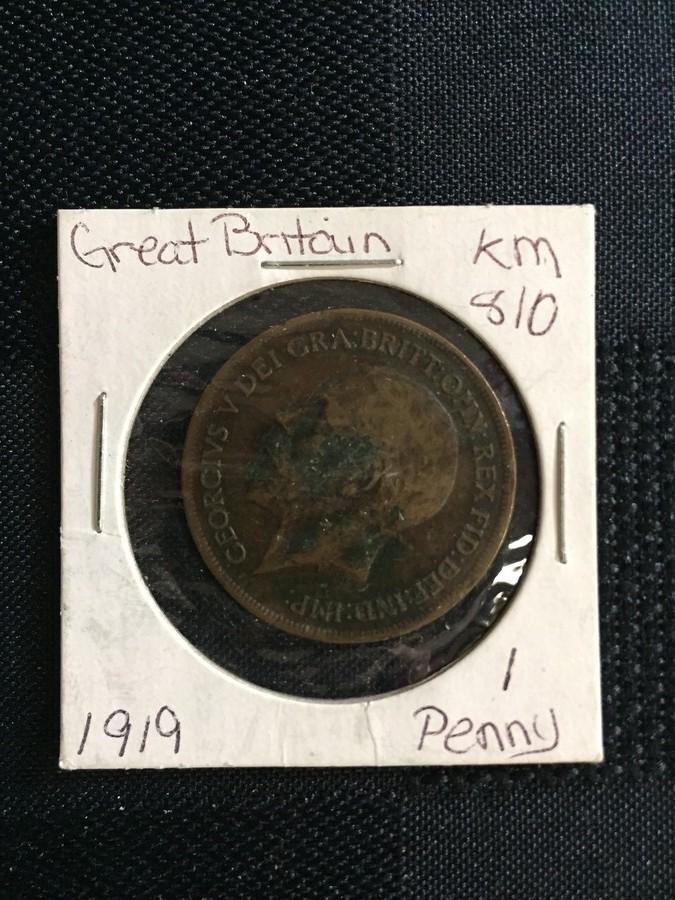 Great Britain
KM
810
GEORGIVS V DEI GRA:BRITT:OMN:REX FID:DEF:IND:IMP:
1919
1
Penny